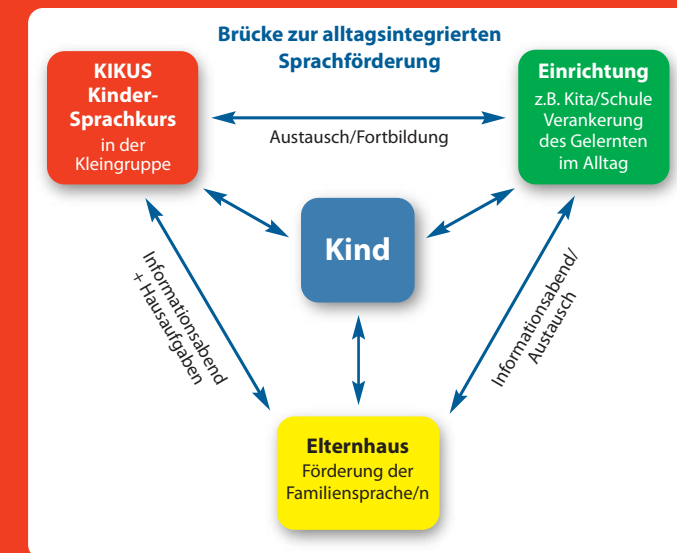 Brücke zur alltagsintegrierten
Sprachförderung
KIKUS
Kinder-
Sprachkurs
in der
Kleingruppe
Austausch/Fortbildung
Einrichtung
z.B. Kita/Schule
Verankerung
des Gelernten
im Alltag
Kind
Informationsabend
+ Hausaufgaben
Informationsabend/
Austausch
Elternhaus
Förderung der
Familiensprache/n